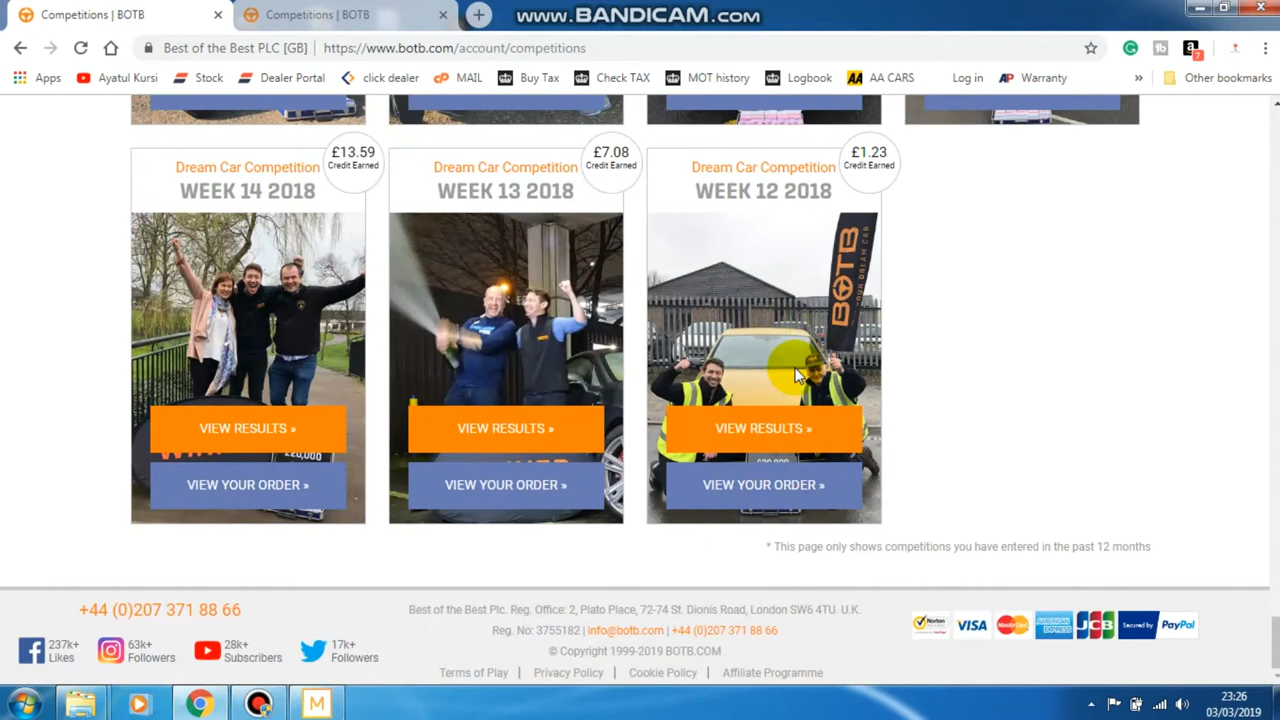 Competitions | BOTB
Competitions | BOTB
www.BANDICAM.com
Best of the Best PLC [GB] | https://www.botb.com/account/competitions
Apps Ayatul Kursi Stock Dealer Portal click dealer MAIL Buy Tax Check TAX MOT history Logbook AA CARS Log in Warranty » Other bookmarks
£13.59
Credit Earned
Dream Car Competition
WEEK 14 2018
£7.08
Credit Earned
Dream Car Competition
WEEK 13 2018
£1.23
Credit Earned
Dream Car Competition
WEEK 12 2018
BOTB
VIEW RESULTS »
VIEW YOUR ORDER »
£20,000
VIEW RESULTS »
VIEW YOUR ORDER »
VIEW RESULTS »
VIEW YOUR ORDER »
* This page only shows competitions you have entered in the past 12 months
+44 (0)207 371 88 66
237k+
Likes
63k+
Followers
28k+
Subscribers
17k+
Followers
Best of the Best Plc. Reg. Office: 2, Plato Place, 72-74 St. Dionis Road, London SW6 4TU. U.K.
Reg. No: 3755182 | info@botb.com | +44 (0)207 371 88 66
© Copyright 1999-2019 BOTB.COM
Terms of Play | Privacy Policy | Cookie Policy | Affiliate Programme
Norton VISA MasterCard AMERICAN EXPRESS JCB Secured by PayPal
23:26
03/03/2019